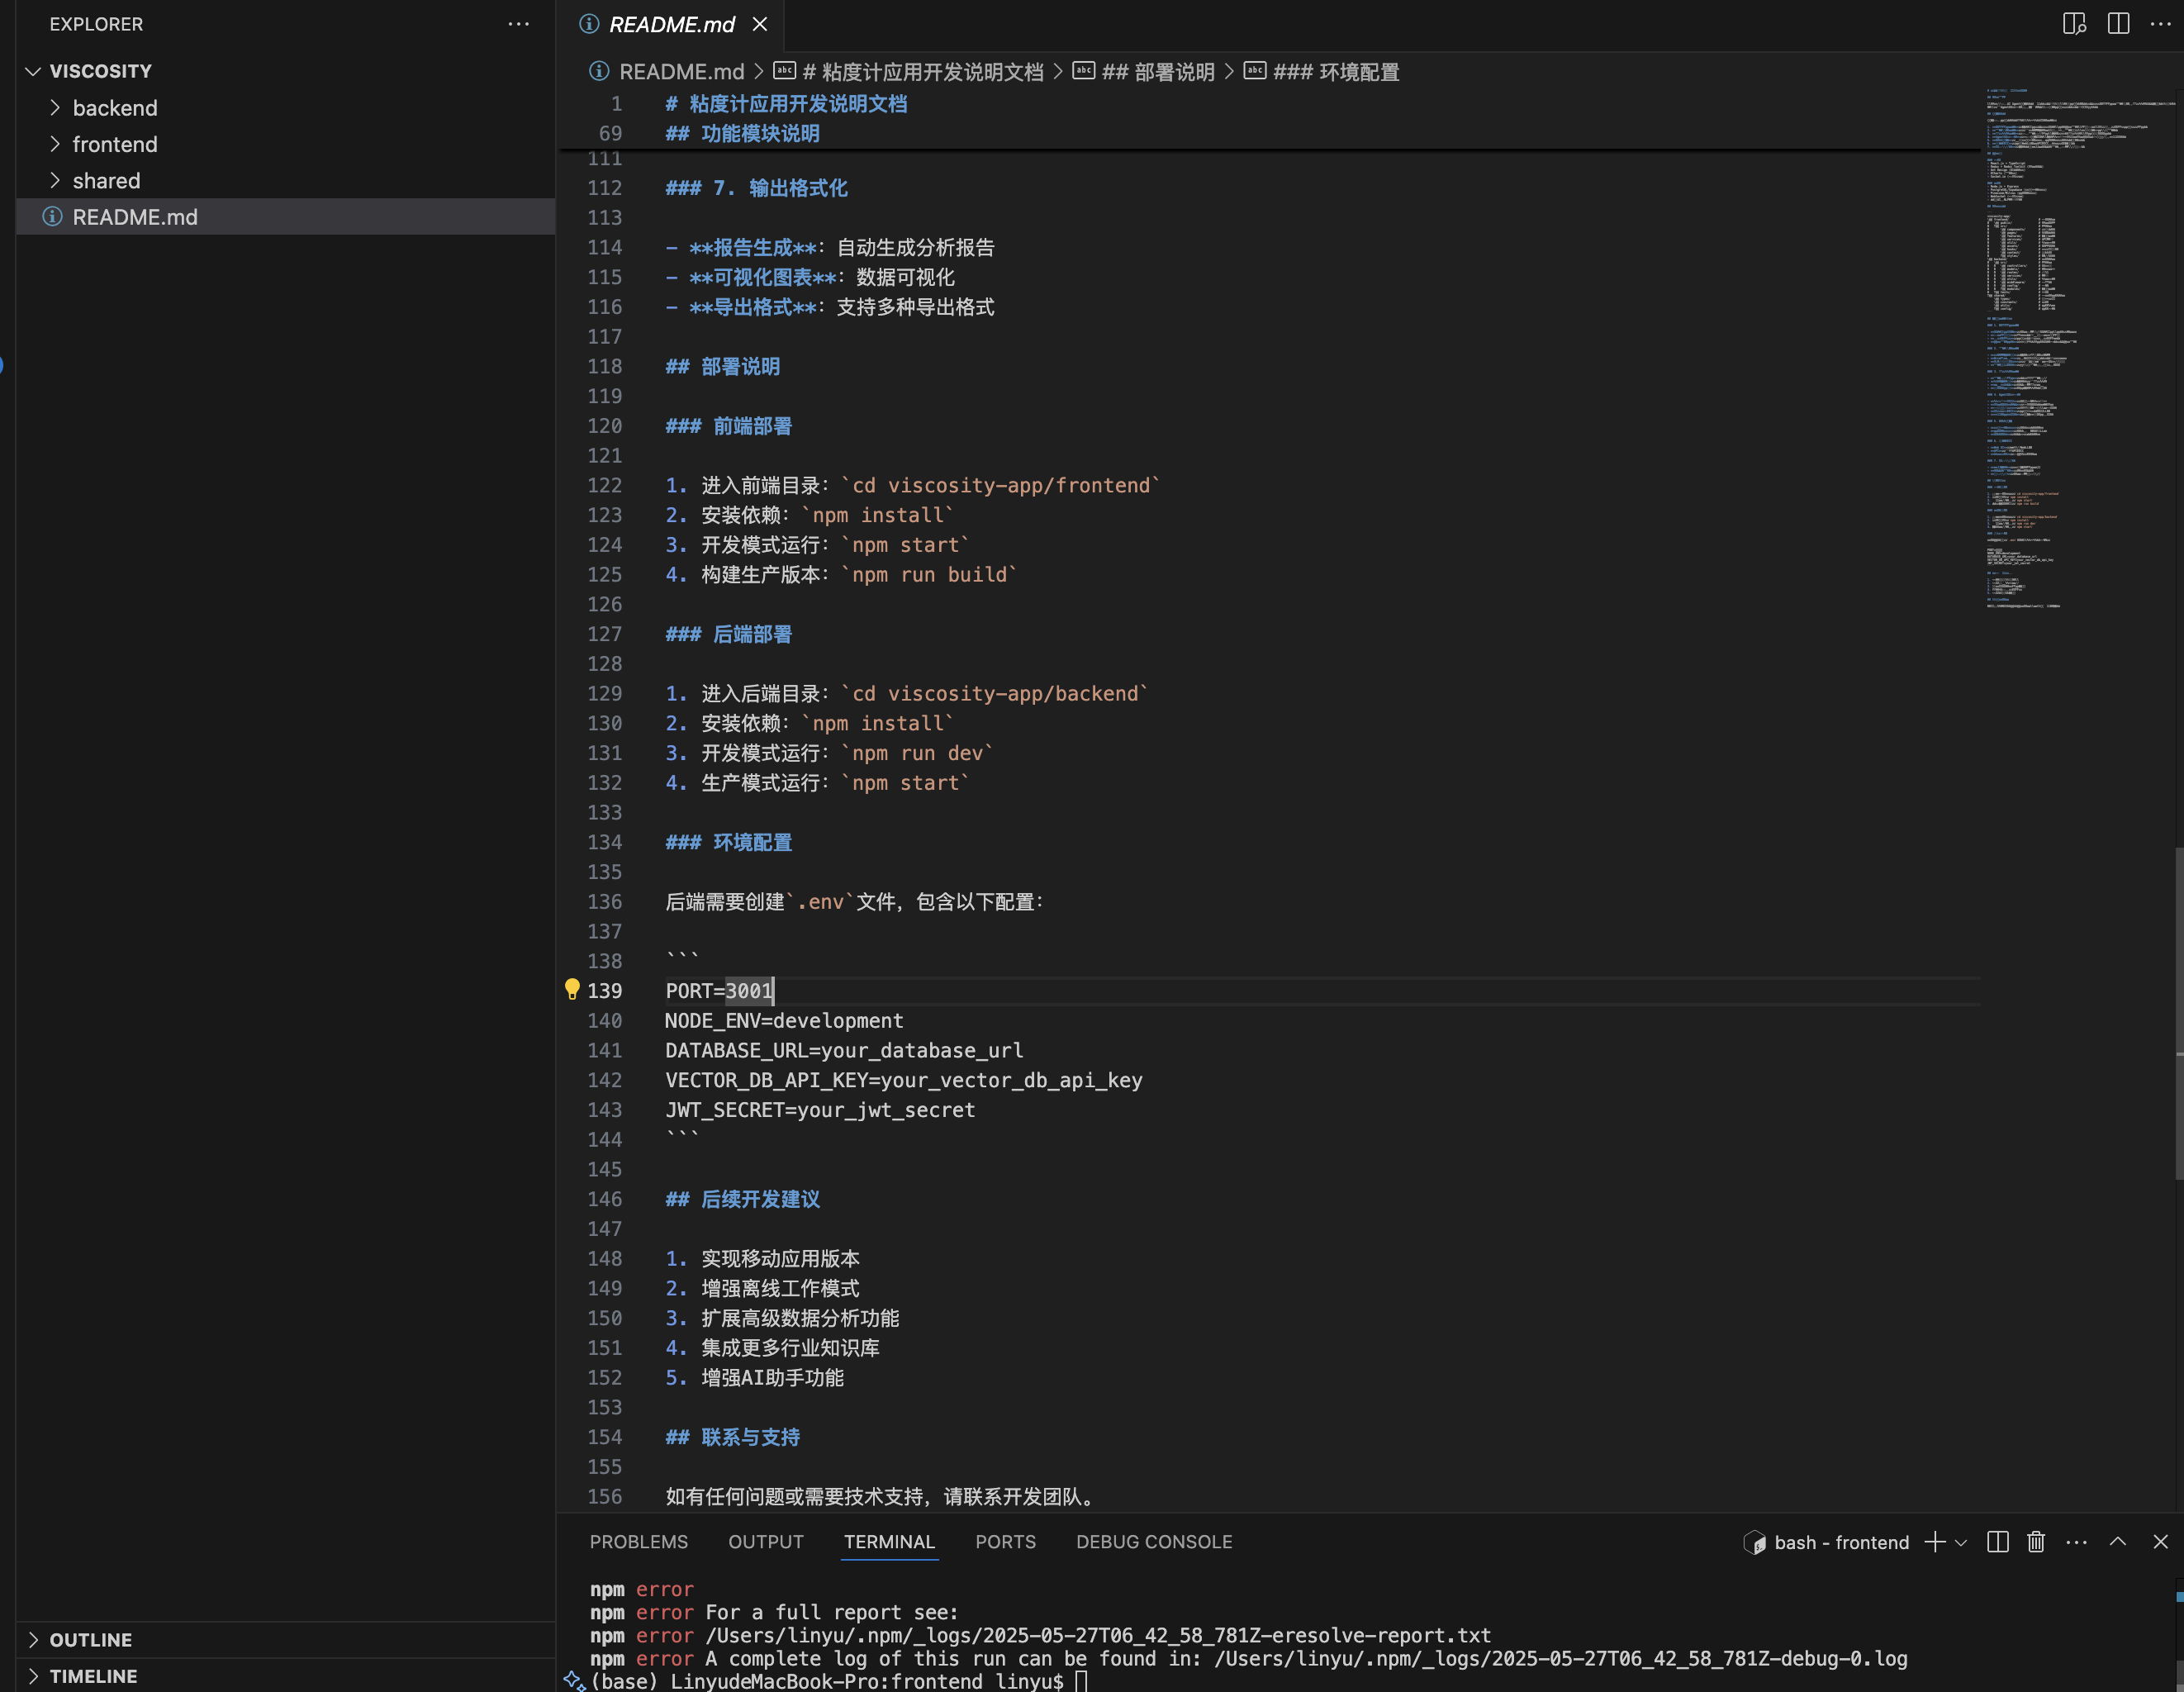 EXPLORER
VISCOSITY
backend
frontend
shared
README.md
OUTLINE
TIMELINE
README.md
README.md > # 粘度计应用开发说明文档 > ## 部署说明 > ### 环境配置
1 # 粘度计应用开发说明文档
69 ## 功能模块说明
111
112 ### 7. 输出格式化
113
114 - **报告生成**：自动生成分析报告
115 - **可视化图表**：数据可视化
116 - **导出格式**：支持多种导出格式
117
118 ## 部署说明
119
120 ### 前端部署
121
122 1. 进入前端目录：`cd viscosity-app/frontend`
123 2. 安装依赖：`npm install`
124 3. 开发模式运行：`npm start`
125 4. 构建生产版本：`npm run build`
126
127 ### 后端部署
128
129 1. 进入后端目录：`cd viscosity-app/backend`
130 2. 安装依赖：`npm install`
131 3. 开发模式运行：`npm run dev`
132 4. 生产模式运行：`npm start`
133
134 ### 环境配置
135
136 后端需要创建`.env`文件，包含以下配置：
137
138 ```
139 PORT=3001
140 NODE_ENV=development
141 DATABASE_URL=your_database_url
142 VECTOR_DB_API_KEY=your_vector_db_api_key
143 JWT_SECRET=your_jwt_secret
144 ```
145
146 ## 后续开发建议
147
148 1. 实现移动应用版本
149 2. 增强离线工作模式
150 3. 扩展高级数据分析功能
151 4. 集成更多行业知识库
152 5. 增强AI助手功能
153
154 ## 联系与支持
155
156 如有任何问题或需要技术支持，请联系开发团队。
PROBLEMS OUTPUT TERMINAL PORTS DEBUG CONSOLE bash - frontend
npm error
npm error For a full report see:
npm error /Users/linyu/.npm/_logs/2025-05-27T06_42_58_781Z-eresolve-report.txt
npm error A complete log of this run can be found in: /Users/linyu/.npm/_logs/2025-05-27T06_42_58_781Z-debug-0.log
(base) LinyudeMacBook-Pro:frontend linyu$